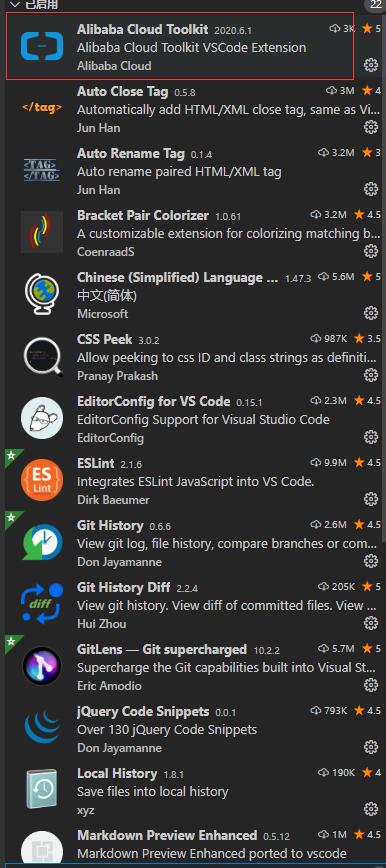 已启用 22
Alibaba Cloud Toolkit 2020.6.1 3K 5
Alibaba Cloud Toolkit VSCode Extension
Alibaba Cloud
</tag> Auto Close Tag 0.5.8 3M 4
Automatically add HTML/XML close tag, same as Vi...
Jun Han
<TAG> </TAG> Auto Rename Tag 0.1.4 3.2M 3
Auto rename paired HTML/XML tag
Jun Han
Bracket Pair Colorizer 1.0.61 3.2M 4.5
A customizable extension for colorizing matching b...
CoenraadS
Chinese (Simplified) Language ... 1.47.3 5.6M 5
中文(简体)
Microsoft
CSS Peek 3.0.2 987K 3.5
Allow peeking to css ID and class strings as definiti...
Pranay Prakash
EditorConfig for VS Code 0.15.1 2.3M 4.5
EditorConfig Support for Visual Studio Code
EditorConfig
ES Lint ESLint 2.1.6 9.9M 4.5
Integrates ESLint JavaScript into VS Code.
Dirk Baeumer
Git History 0.6.6 2.6M 4.5
View git log, file history, compare branches or com...
Don Jayamanne
diff Git History Diff 2.2.4 205K 5
View git history. View diff of committed files. View ...
Hui Zhou
GitLens — Git supercharged 10.2.2 5.7M 5
Supercharge the Git capabilities built into Visual St...
Eric Amodio
jQuery Code Snippets 0.0.1 793K 4.5
Over 130 jQuery Code Snippets
Don Jayamanne
Local History 1.8.1 190K 4
Save files into local history
xyz
Markdown Preview Enhanced 0.5.12 1M 4.5
Markdown Preview Enhanced ported to vscode